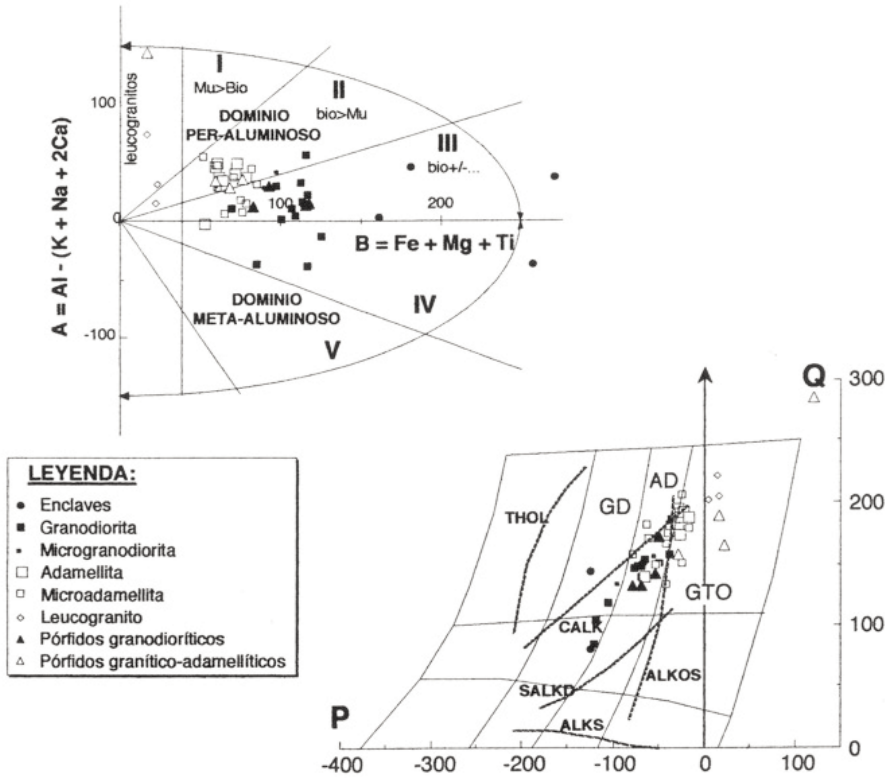 A = Al - (K + Na + 2Ca)
100
0
-100
leucogranitos
I
Mu>Bio
II
bio>Mu
DOMINIO
PER-ALUMINOSO
III
bio+/-...
100
200
B = Fe + Mg + Ti
DOMINIO
META-ALUMINOSO
IV
V
LEYENDA:
Enclaves
Granodiorita
Microgranodiorita
Adamellita
Microadamellita
Leucogranito
Pórfidos granodioríticos
Pórfidos granítico-adamellíticos
Q
300
200
100
0
THOL
GD
AD
GTO
CALK
SALKD
ALKOS
ALKS
P
-400
-300
-200
-100
0
100